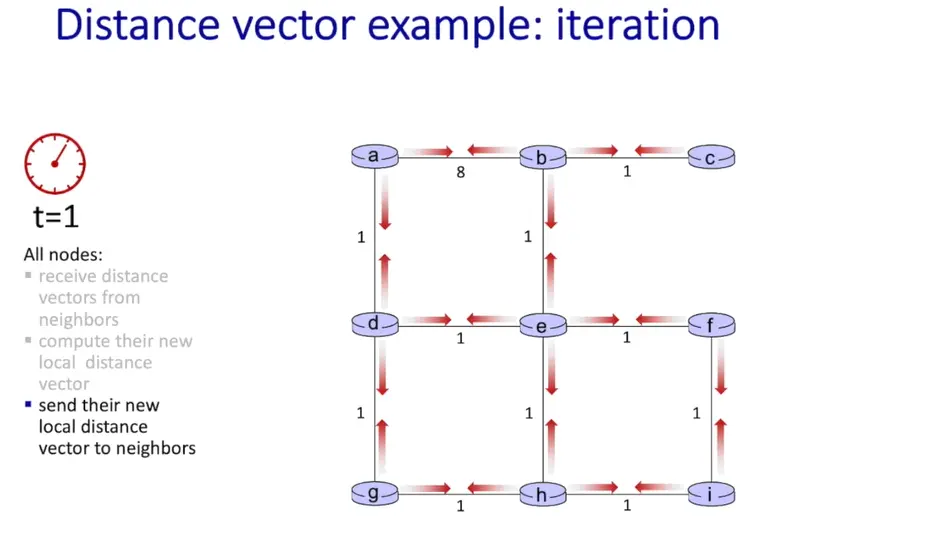 Distance vector example: iteration
t=1
All nodes:
▪ receive distance
vectors from
neighbors
▪ compute their new
local distance
vector
▪ send their new
local distance
vector to neighbors
a
b
c
8
1
1
1
d
e
f
1
1
1
1
1
g
h
i
1
1